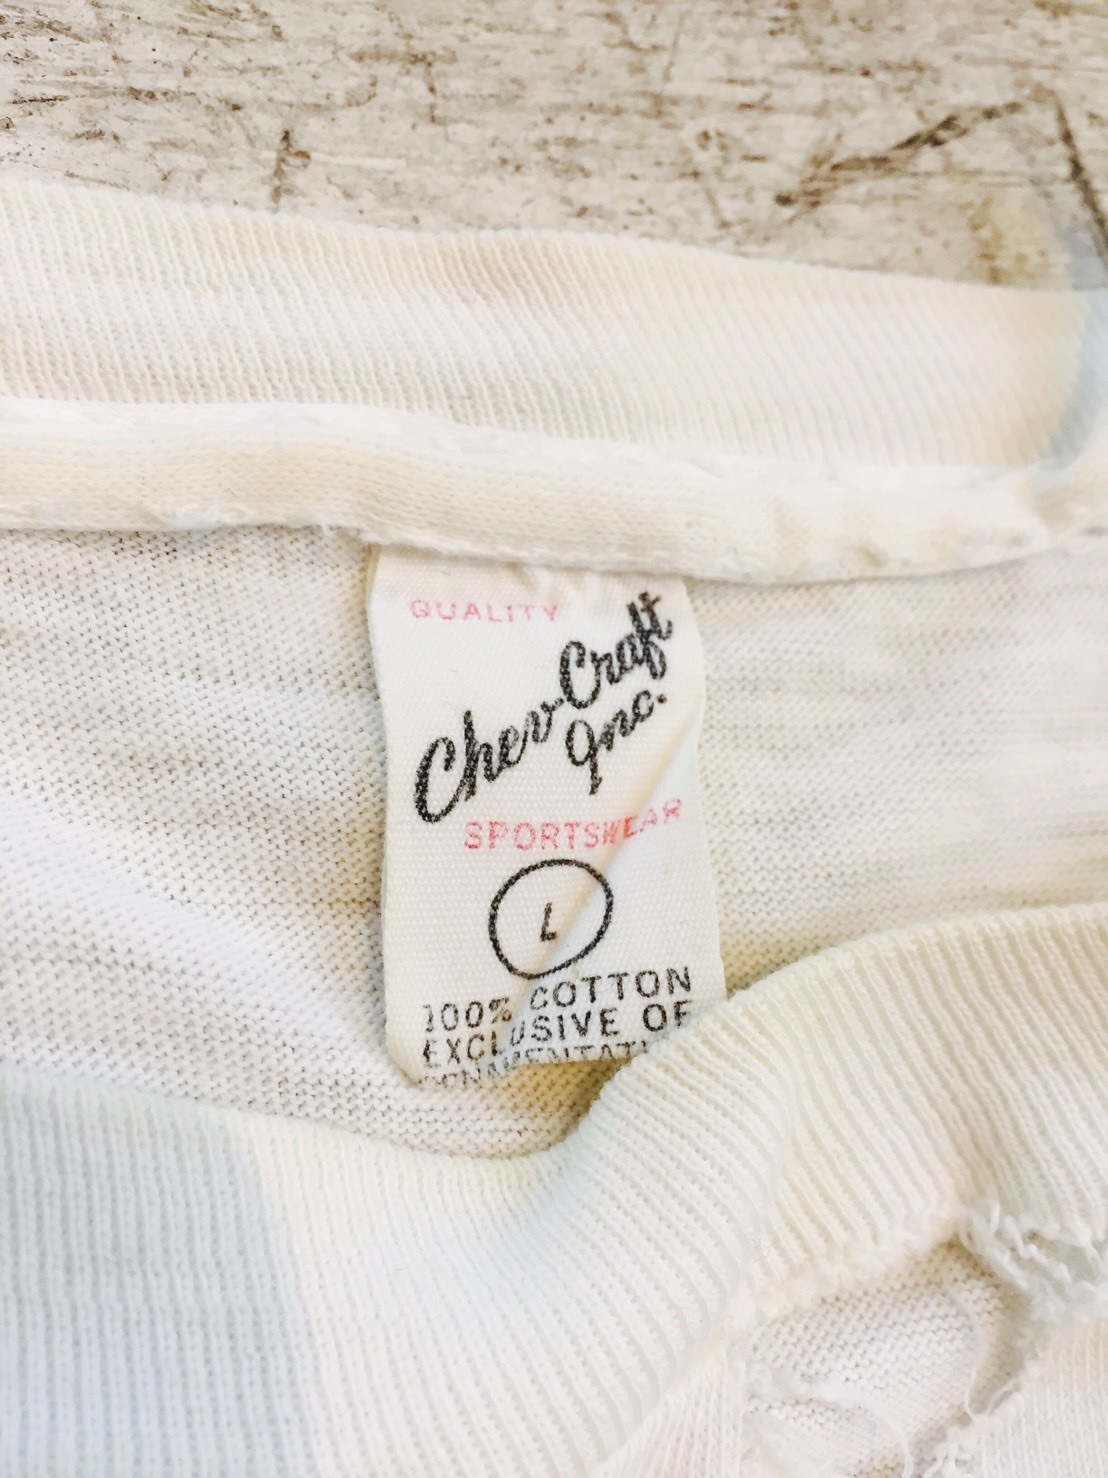 QUALITY
Chev-Craft
Inc.
SPORTSWEAR
L
100% COTTON
EXCLUSIVE OF